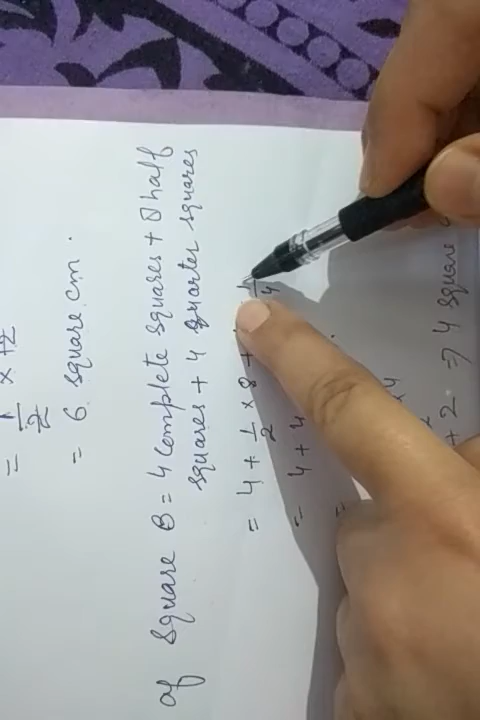 = 1/2 × 12
= 6 square cm.
of square B = 4 complete squares + 8 half
squares + 4 quarter squares
= 4 + 1/2 × 8 +
= 4 + 4
=
+ 2 ⇒ 4 square